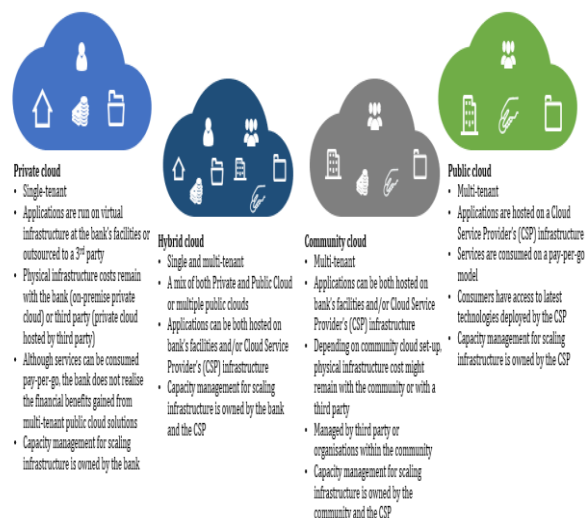 Private cloud
• Single-tenant
• Applications are run on virtual
infrastructure at the bank's facilities or
outsourced to a 3rd party
• Physical infrastructure costs remain
with the bank (on-premise private
cloud) or third party (private cloud
hosted by third party)
• Although services can be consumed
pay-per-go, the bank does not realise
the financial benefits gained from
multi-tenant public cloud solutions
• Capacity management for scaling
infrastructure is owned by the bank
Hybrid cloud
• Single and multi-tenant
• A mix of both Private and Public Cloud
or multiple public clouds
• Applications can be both hosted on
bank's facilities and/or Cloud Service
Provider's (CSP) infrastructure
• Capacity management for scaling
infrastructure is owned by the bank
and the CSP
Community cloud
• Multi-tenant
• Applications can be both hosted on
bank's facilities and/or Cloud Service
Provider's (CSP) infrastructure
• Depending on community cloud set-up,
physical infrastructure cost might
remain with the community or with a
third party
• Managed by third party or
organisations within the community
• Capacity management for scaling
infrastructure is owned by the
community and the CSP
Public cloud
• Multi-tenant
• Applications are hosted on a Cloud
Service Provider's (CSP) infrastructure
• Services are consumed on a pay-per-go
model
• Consumers have access to latest
technologies deployed by the CSP
• Capacity management for scaling
infrastructure is owned by the CSP